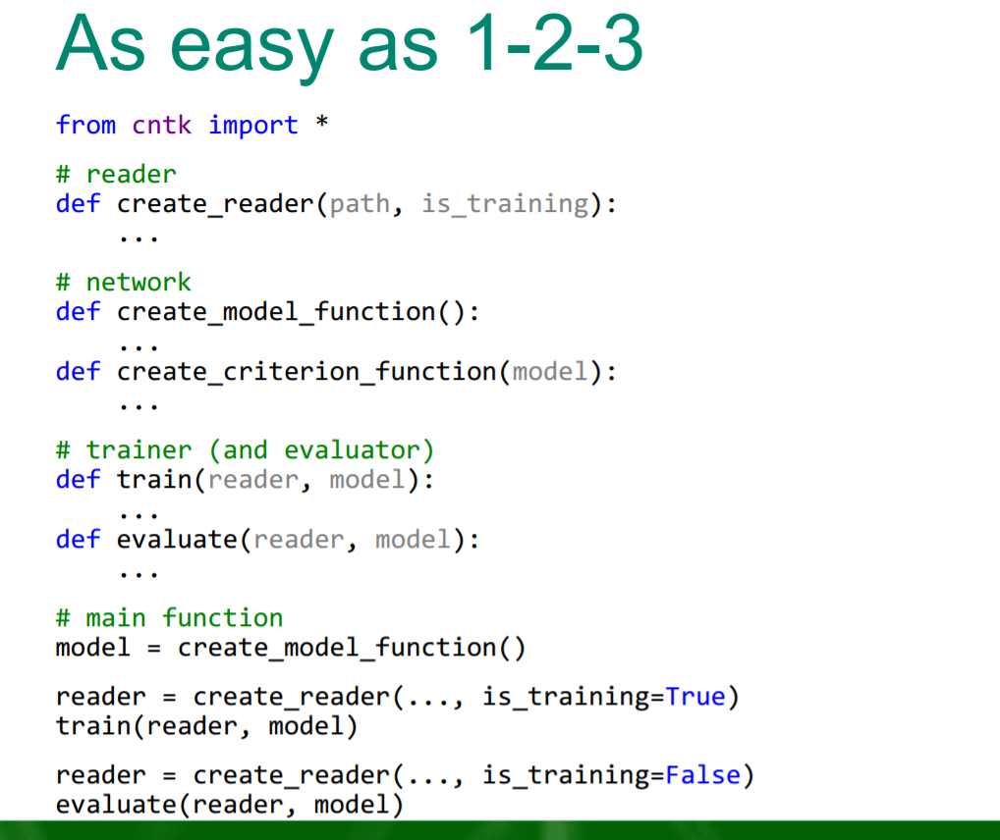 As easy as 1-2-3
from cntk import *
# reader
def create_reader(path, is_training):
    ...
# network
def create_model_function():
    ...
def create_criterion_function(model):
    ...
# trainer (and evaluator)
def train(reader, model):
    ...
def evaluate(reader, model):
    ...
# main function
model = create_model_function()
reader = create_reader(..., is_training=True)
train(reader, model)
reader = create_reader(..., is_training=False)
evaluate(reader, model)